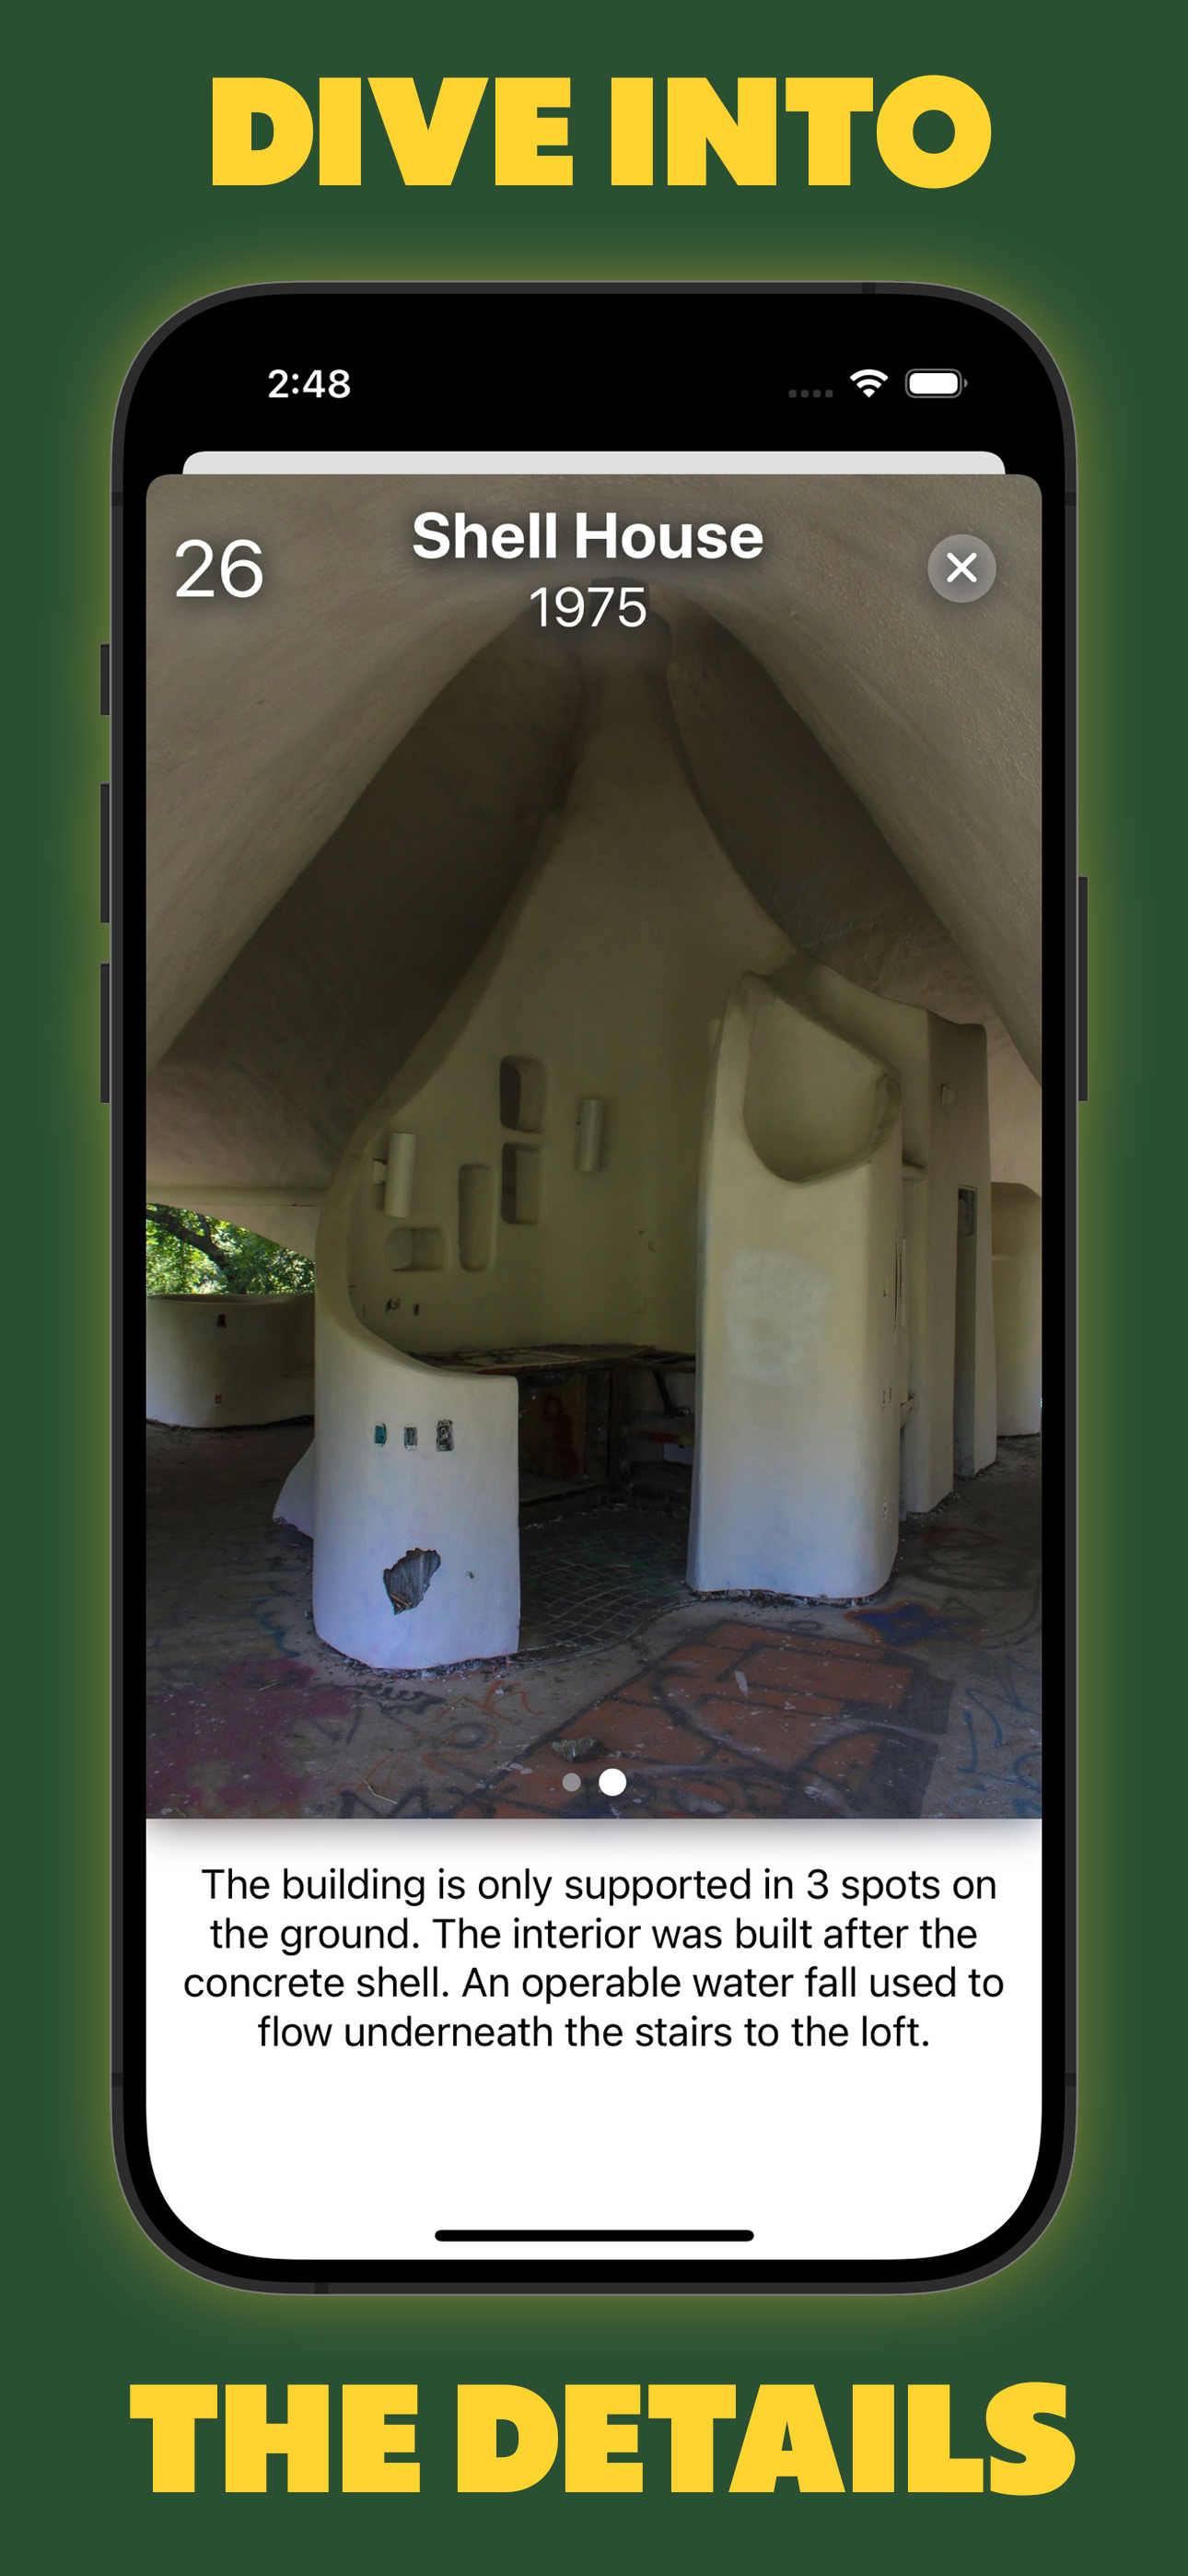 DIVE INTO
2:48
26
Shell House
1975
The building is only supported in 3 spots on
the ground. The interior was built after the
concrete shell. An operable water fall used to
flow underneath the stairs to the loft.
THE DETAILS